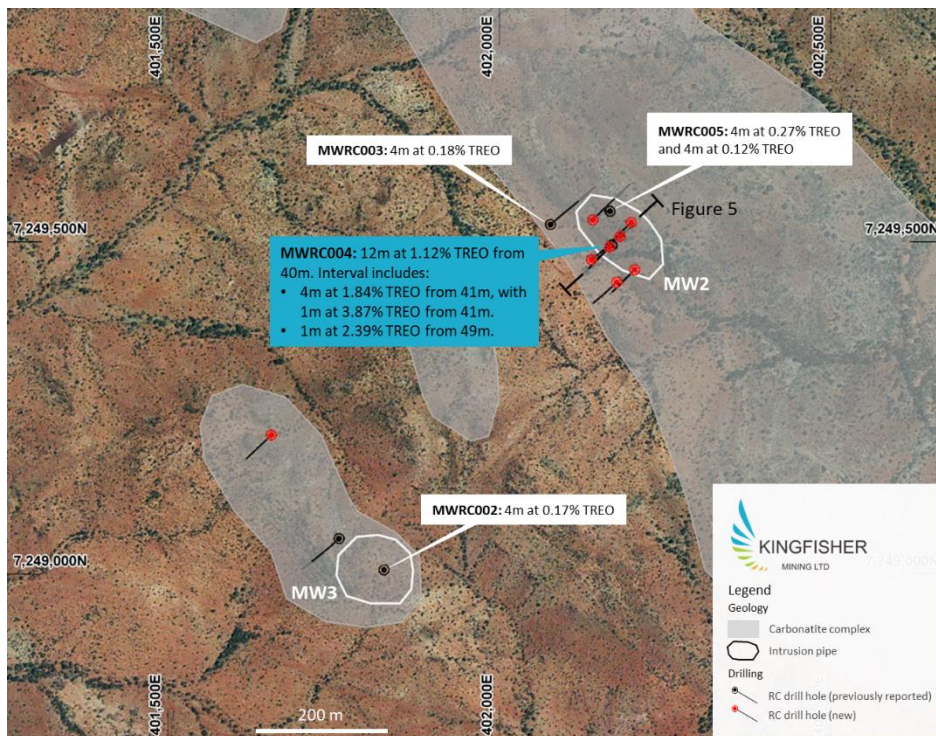 401,500E
402,000E
402,500E
MWRC003: 4m at 0.18% TREO
MWRC005: 4m at 0.27% TREO
and 4m at 0.12% TREO
Figure 5
7,249,500N
7,249,500N
MWRC004: 12m at 1.12% TREO from
40m. Interval includes:
• 4m at 1.84% TREO from 41m, with
1m at 3.87% TREO from 41m.
• 1m at 2.39% TREO from 49m.
MW2
MWRC002: 4m at 0.17% TREO
7,249,000N
MW3
KINGFISHER
MINING LTD
Legend
Geology
Carbonatite complex
Intrusion pipe
Drilling
RC drill hole (previously reported)
RC drill hole (new)
401,500E
402,000E
200 m